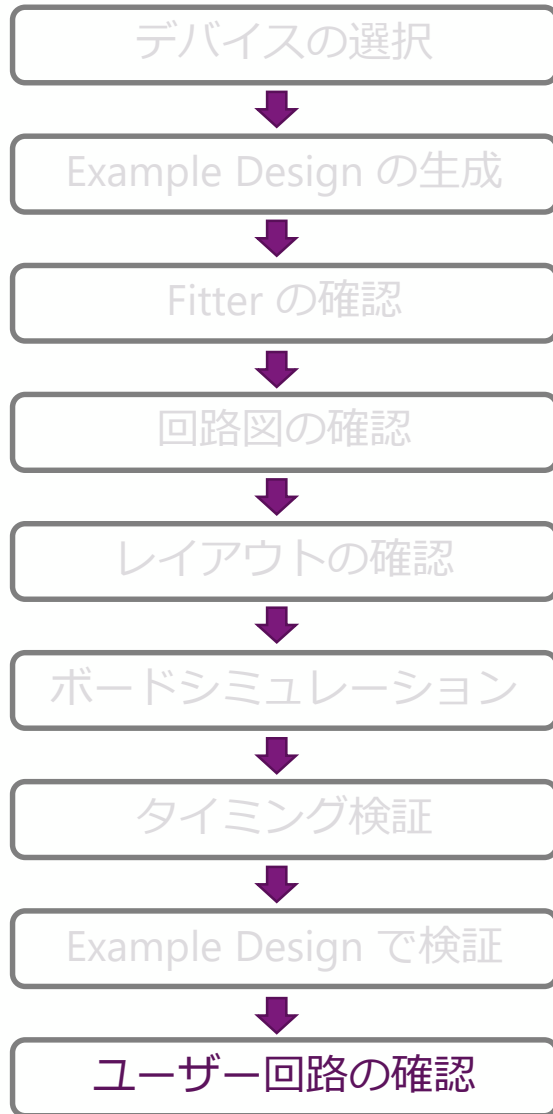 デバイスの選択
Example Design の生成
Fitter の確認
回路図の確認
レイアウトの確認
ボードシミュレーション
タイミング検証
Example Design で検証
ユーザー回路の確認